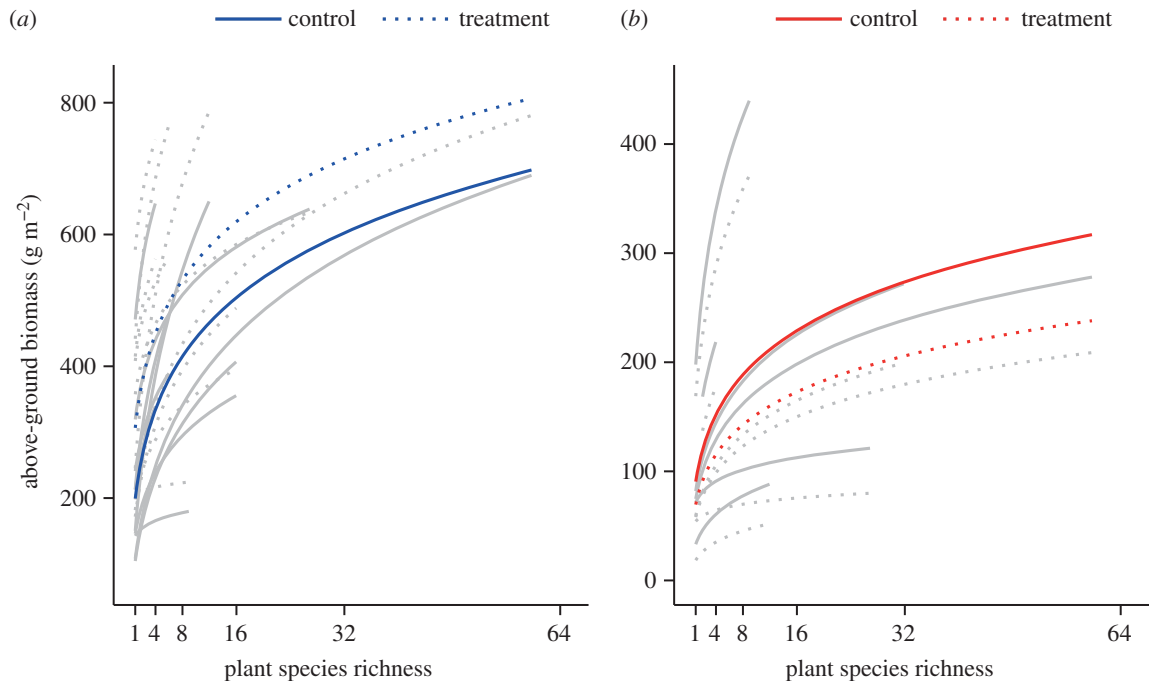 (a) control treatment
(b) control treatment
above-ground biomass (g m⁻²)
800
600
400
200
1 4 8 16 32 64
plant species richness
400
300
200
100
0
1 4 8 16 32 64
plant species richness